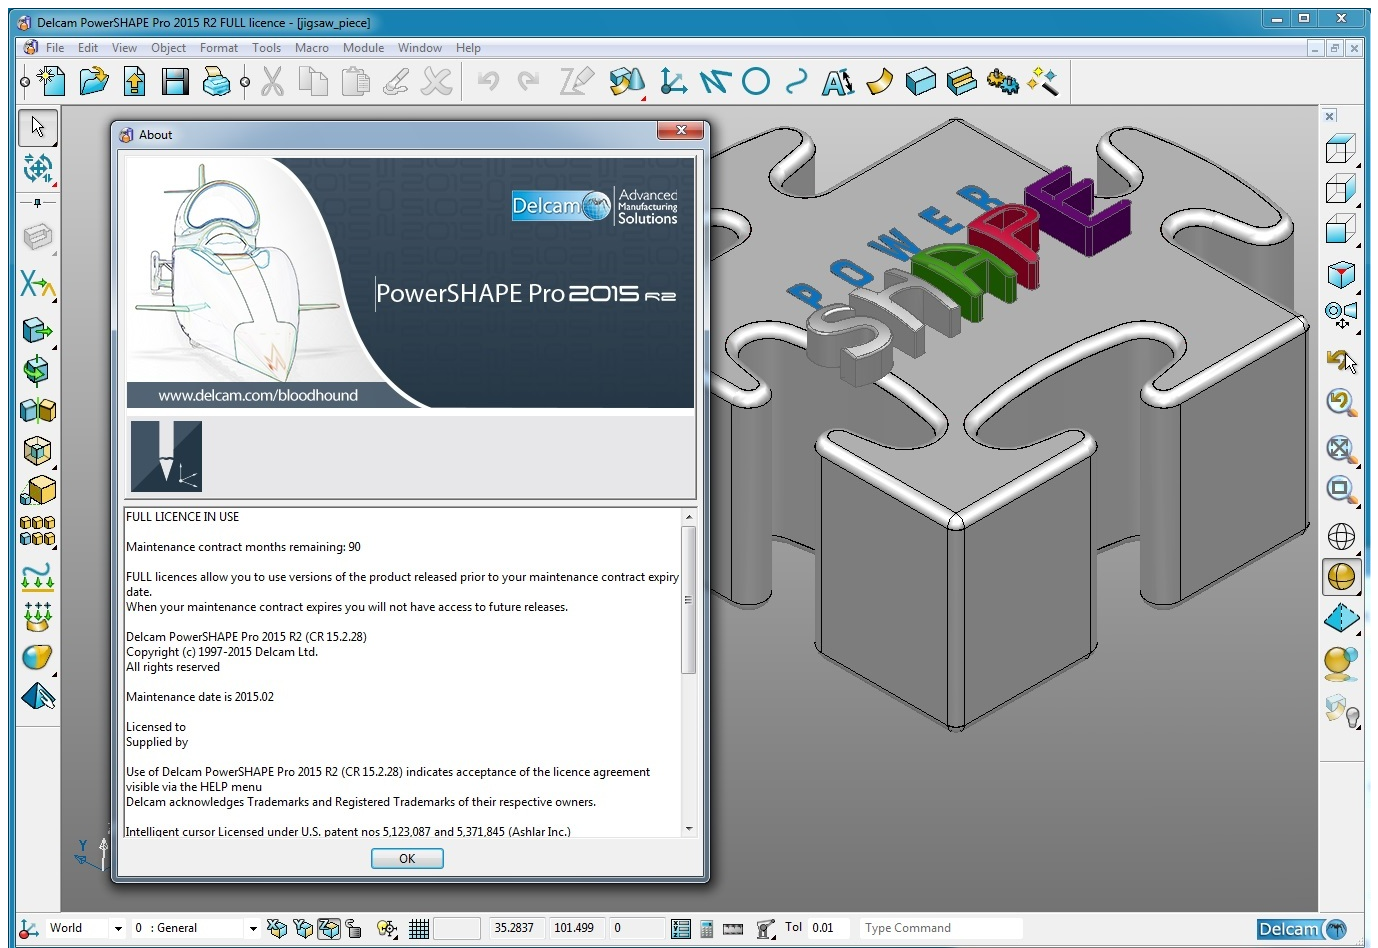 Delcam PowerSHAPE Pro 2015 R2 FULL licence - [jigsaw_piece]
File Edit View Object Format Tools Macro Module Window Help
About
Delcam Advanced Manufacturing Solutions
PowerSHAPE Pro 2015 R2
www.delcam.com/bloodhound
FULL LICENCE IN USE
Maintenance contract months remaining: 90
FULL licences allow you to use versions of the product released prior to your maintenance contract expiry
date.
When your maintenance contract expires you will not have access to future releases.
Delcam PowerSHAPE Pro 2015 R2 (CR 15.2.28)
Copyright (c) 1997-2015 Delcam Ltd.
All rights reserved
Maintenance date is 2015.02
Licensed to
Supplied by
Use of Delcam PowerSHAPE Pro 2015 R2 (CR 15.2.28) indicates acceptance of the licence agreement
visible via the HELP menu
Delcam acknowledges Trademarks and Registered Trademarks of their respective owners.
Intelligent cursor Licensed under U.S. patent nos 5,123,087 and 5,371,845 (Ashlar Inc.)
OK
POWER
SHAPE
Y
World 0 : General 35.2837 101.499 0 Tol 0.01 Type Command Delcam